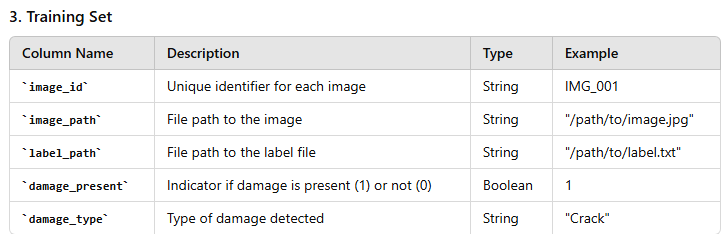 3. Training Set
Column Name Description Type Example
`image_id` Unique identifier for each image String IMG_001
`image_path` File path to the image String "/path/to/image.jpg"
`label_path` File path to the label file String "/path/to/label.txt"
`damage_present` Indicator if damage is present (1) or not (0) Boolean 1
`damage_type` Type of damage detected String "Crack"